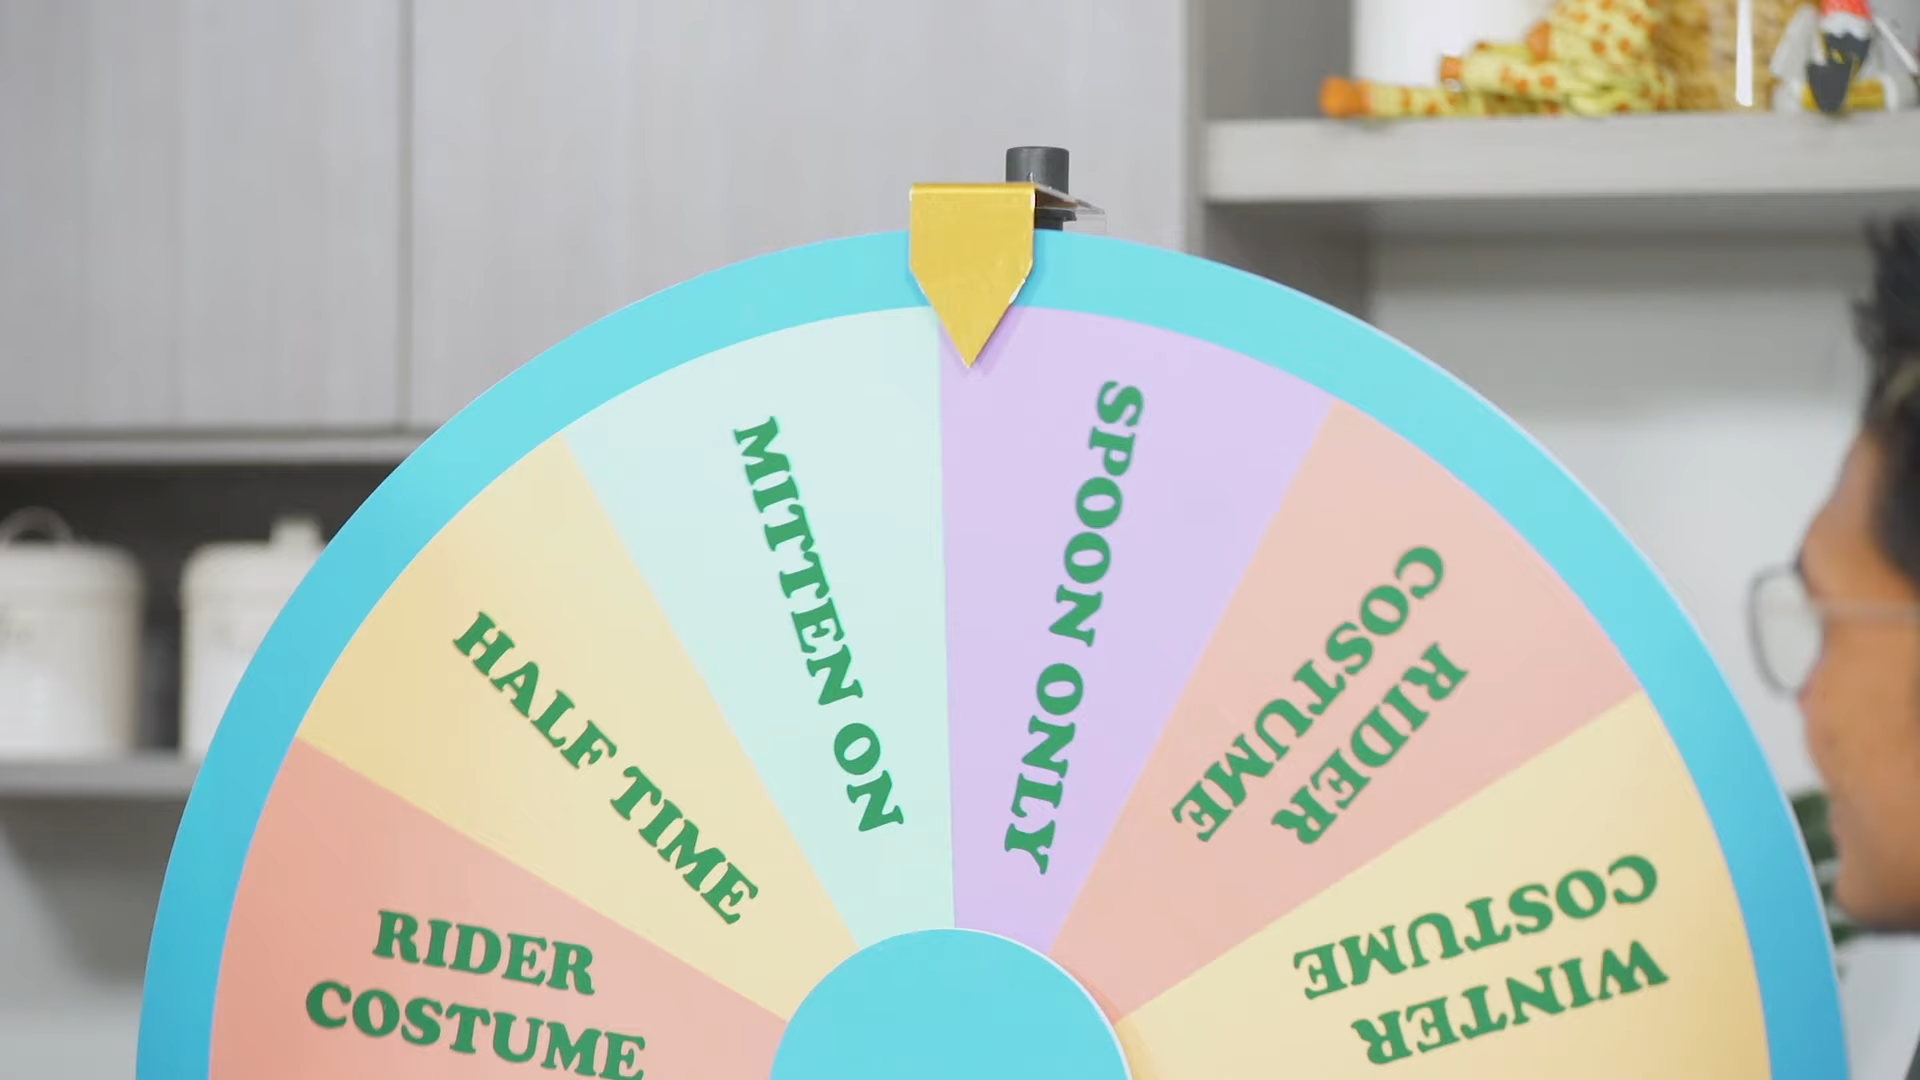 RIDER
COSTUME
HALF TIME
MITTEN ON
SPOON ONLY
RIDER
COSTUME
WINTER
COSTUME